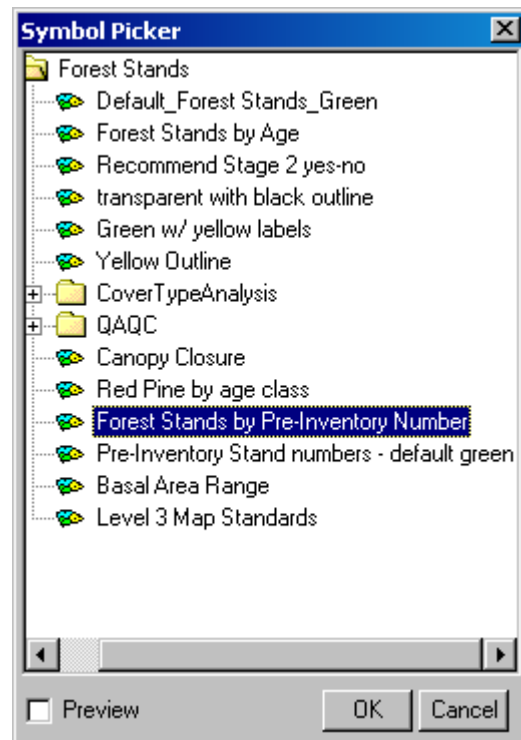 Symbol Picker
Forest Stands
Default_Forest Stands_Green
Forest Stands by Age
Recommend Stage 2 yes-no
transparent with black outline
Green w/ yellow labels
Yellow Outline
CoverTypeAnalysis
QAQC
Canopy Closure
Red Pine by age class
Forest Stands by Pre-Inventory Number
Pre-Inventory Stand numbers - default green
Basal Area Range
Level 3 Map Standards
Preview OK Cancel